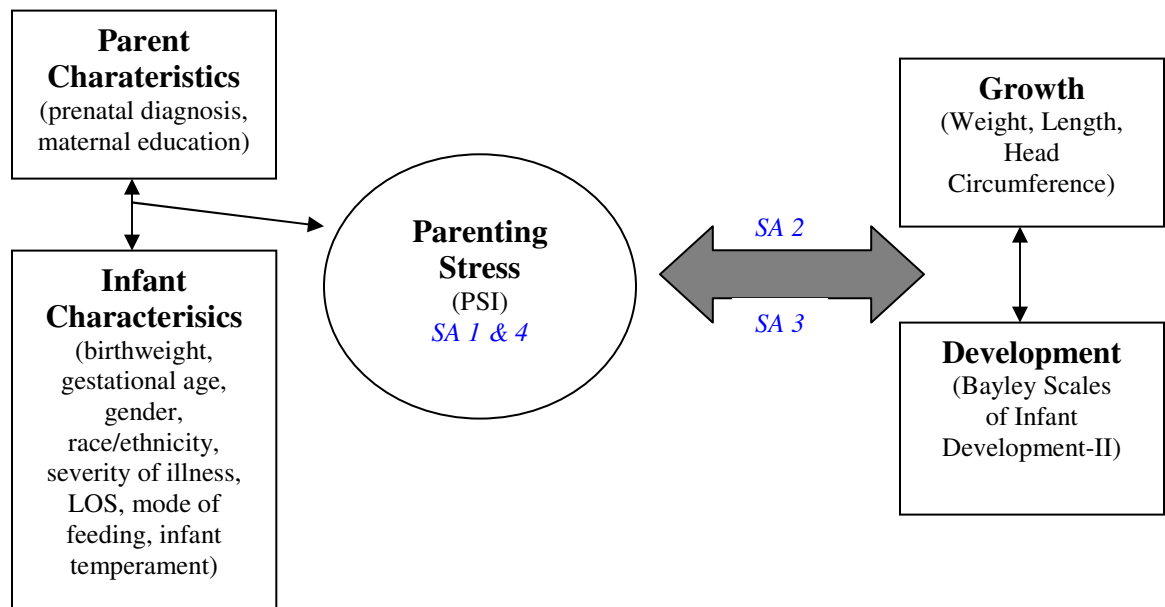 Parent
Charateristics
(prenatal diagnosis,
maternal education)
Infant
Characterisics
(birthweight,
gestational age,
gender,
race/ethnicity,
severity of illness,
LOS, mode of
feeding, infant
temperament)
Parenting
Stress
(PSI)
SA 1 & 4
SA 2
SA 3
Growth
(Weight, Length,
Head
Circumference)
Development
(Bayley Scales
of Infant
Development-II)